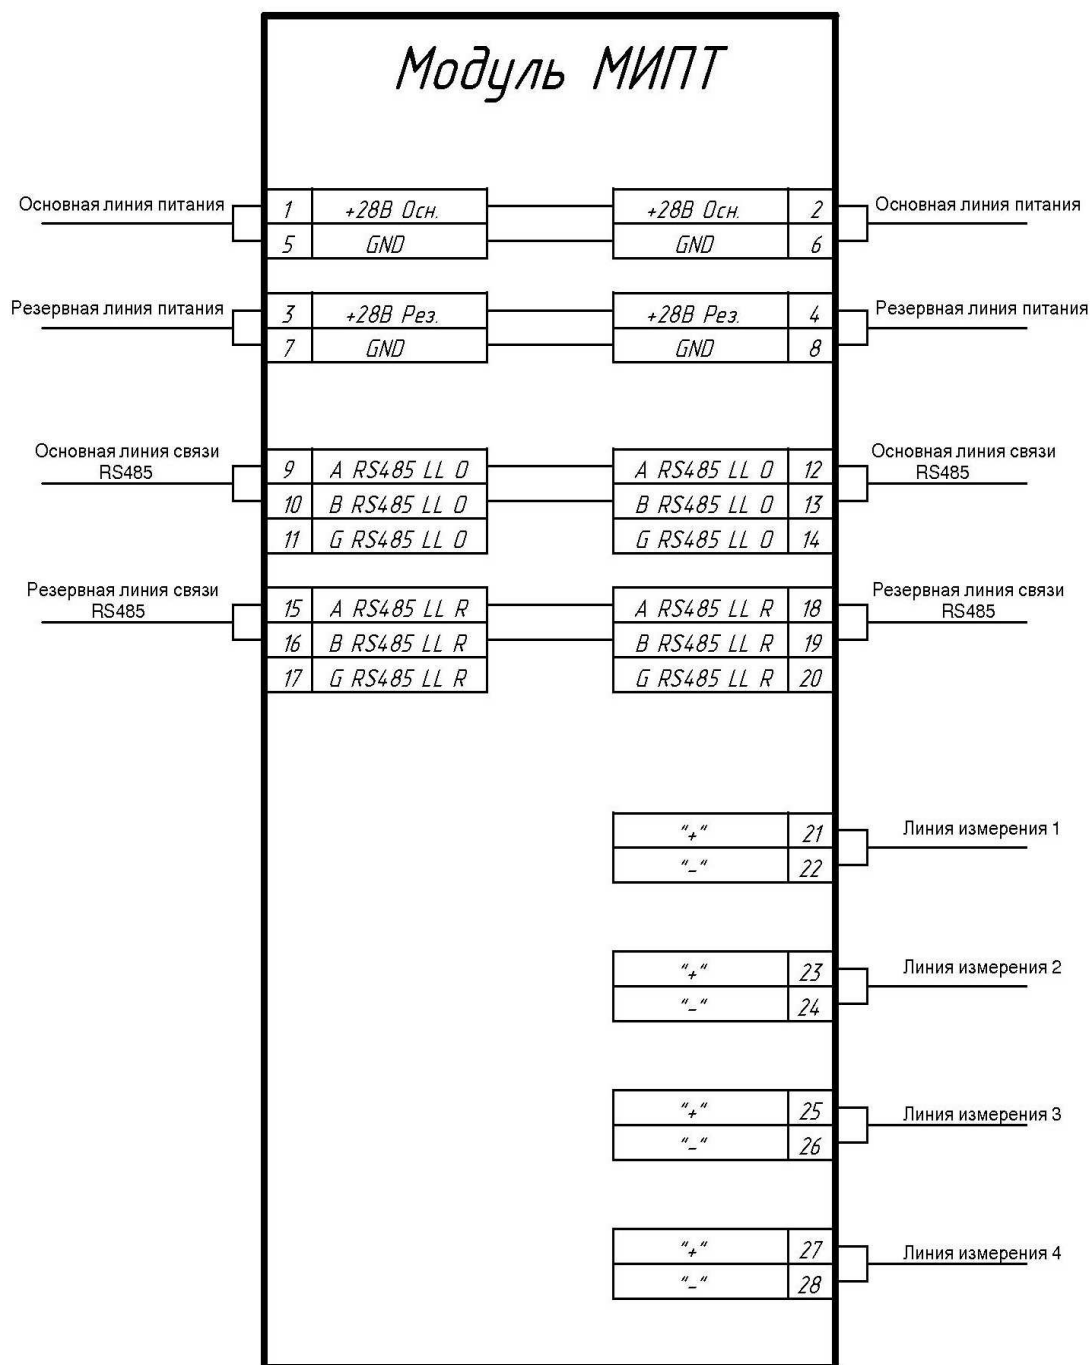 Модуль МИПТ
Основная линия питания
1 +28В Осн. +28В Осн. 2
Основная линия питания
5 GND GND 6
Резервная линия питания
3 +28В Рез. +28В Рез. 4
Резервная линия питания
7 GND GND 8
Основная линия связи
RS485
9 A RS485 LL O A RS485 LL O 12
Основная линия связи
RS485
10 B RS485 LL O B RS485 LL O 13
11 G RS485 LL O G RS485 LL O 14
Резервная линия связи
RS485
15 A RS485 LL R A RS485 LL R 18
Резервная линия связи
RS485
16 B RS485 LL R B RS485 LL R 19
17 G RS485 LL R G RS485 LL R 20
"+" 21
Линия измерения 1
"-" 22
"+" 23
Линия измерения 2
"-" 24
"+" 25
Линия измерения 3
"-" 26
"+" 27
Линия измерения 4
"-" 28